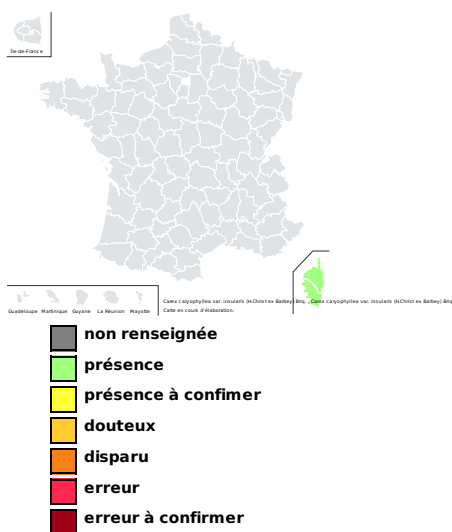 Île-de-France
Guadeloupe Martinique Guyane La Réunion Mayotte
Carex caryophyllea var. insularis (H.Christ ex Barbey) Briq. , Carex caryophyllea var. insularis (H.Christ ex Barbey) Briq.
Carte en cours d'élaboration.
non renseignée
présence
présence à confimer
douteux
disparu
erreur
erreur à confirmer